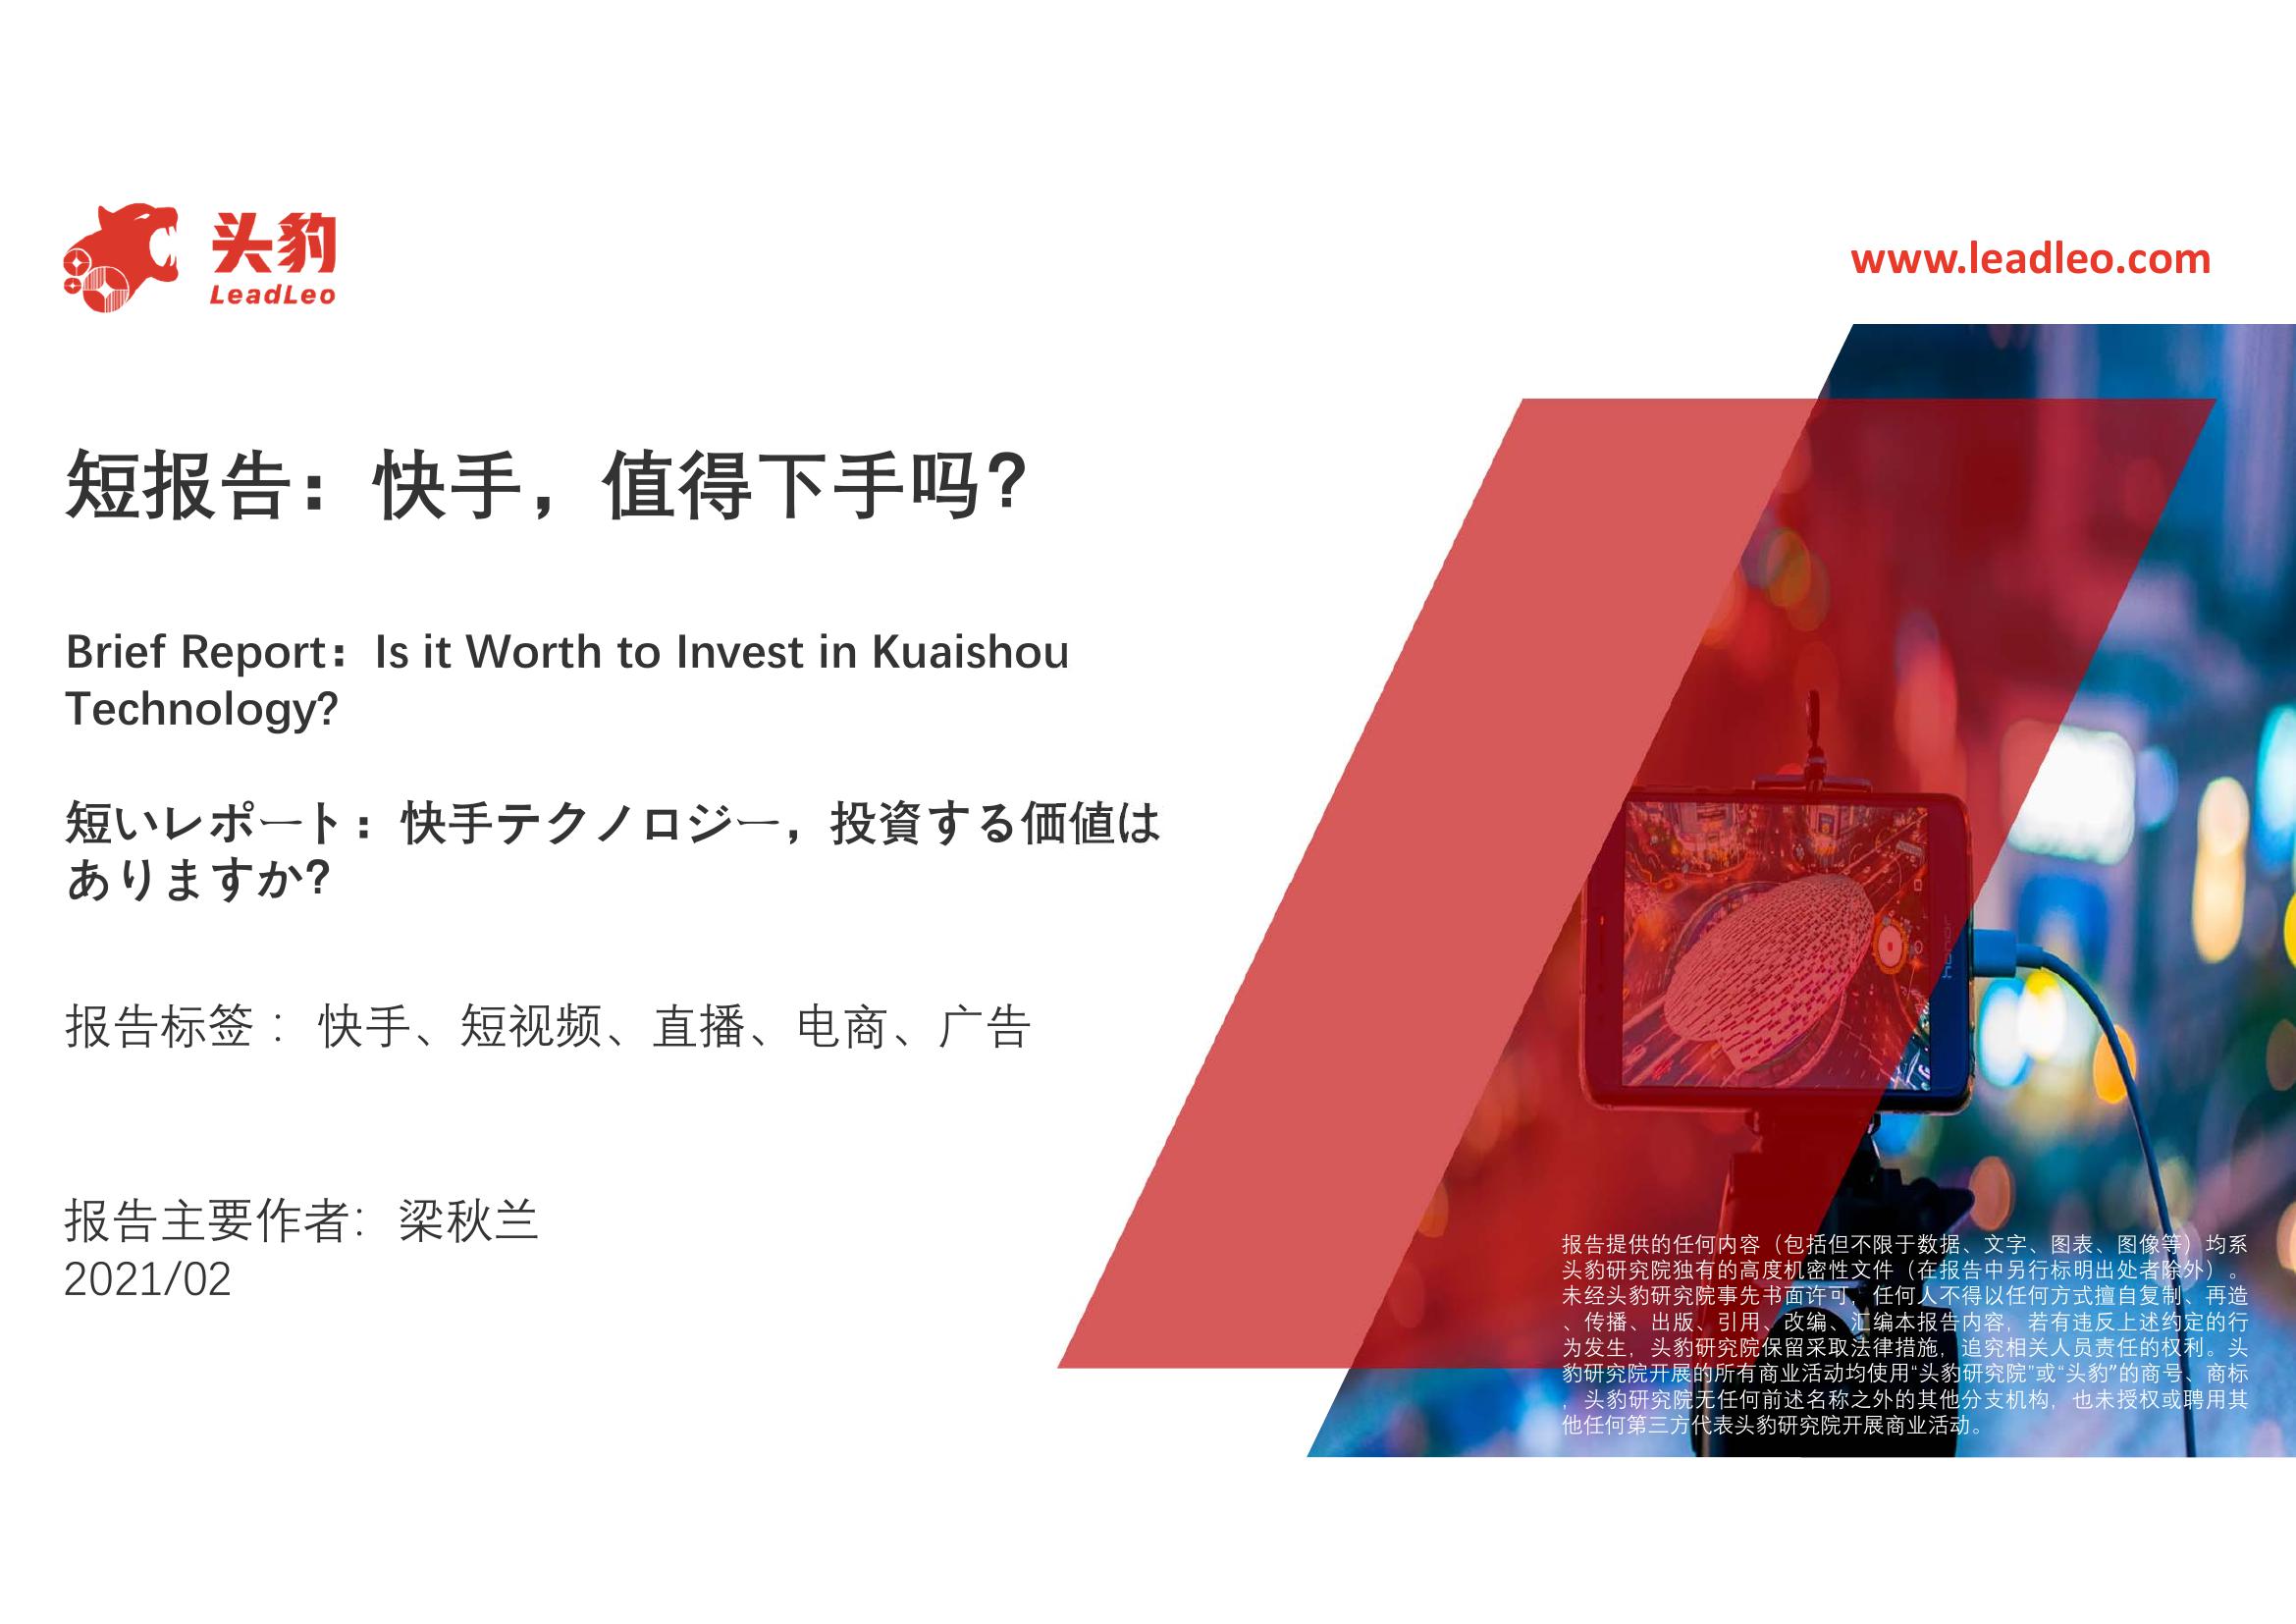 头豹
LeadLeo
www.leadleo.com
短报告：快手，值得下手吗？
Brief Report：Is it Worth to Invest in Kuaishou
Technology?
短いレポート：快手テクノロジー，投資する価値は
ありますか？
报告标签：快手、短视频、直播、电商、广告
报告主要作者：梁秋兰
2021/02
报告提供的任何内容（包括但不限于数据、文字、图表、图像等）均系
头豹研究院独有的高度机密性文件（在报告中另行标明出处者除外）。
未经头豹研究院事先书面许可，任何人不得以任何方式擅自复制、再造
、传播、出版、引用、改编、汇编本报告内容，若有违反上述约定的行
为发生，头豹研究院保留采取法律措施，追究相关人员责任的权利。头
豹研究院开展的所有商业活动均使用“头豹研究院”或“头豹”的商号、商标
，头豹研究院无任何前述名称之外的其他分支机构，也未授权或聘用其
他任何第三方代表头豹研究院开展商业活动。